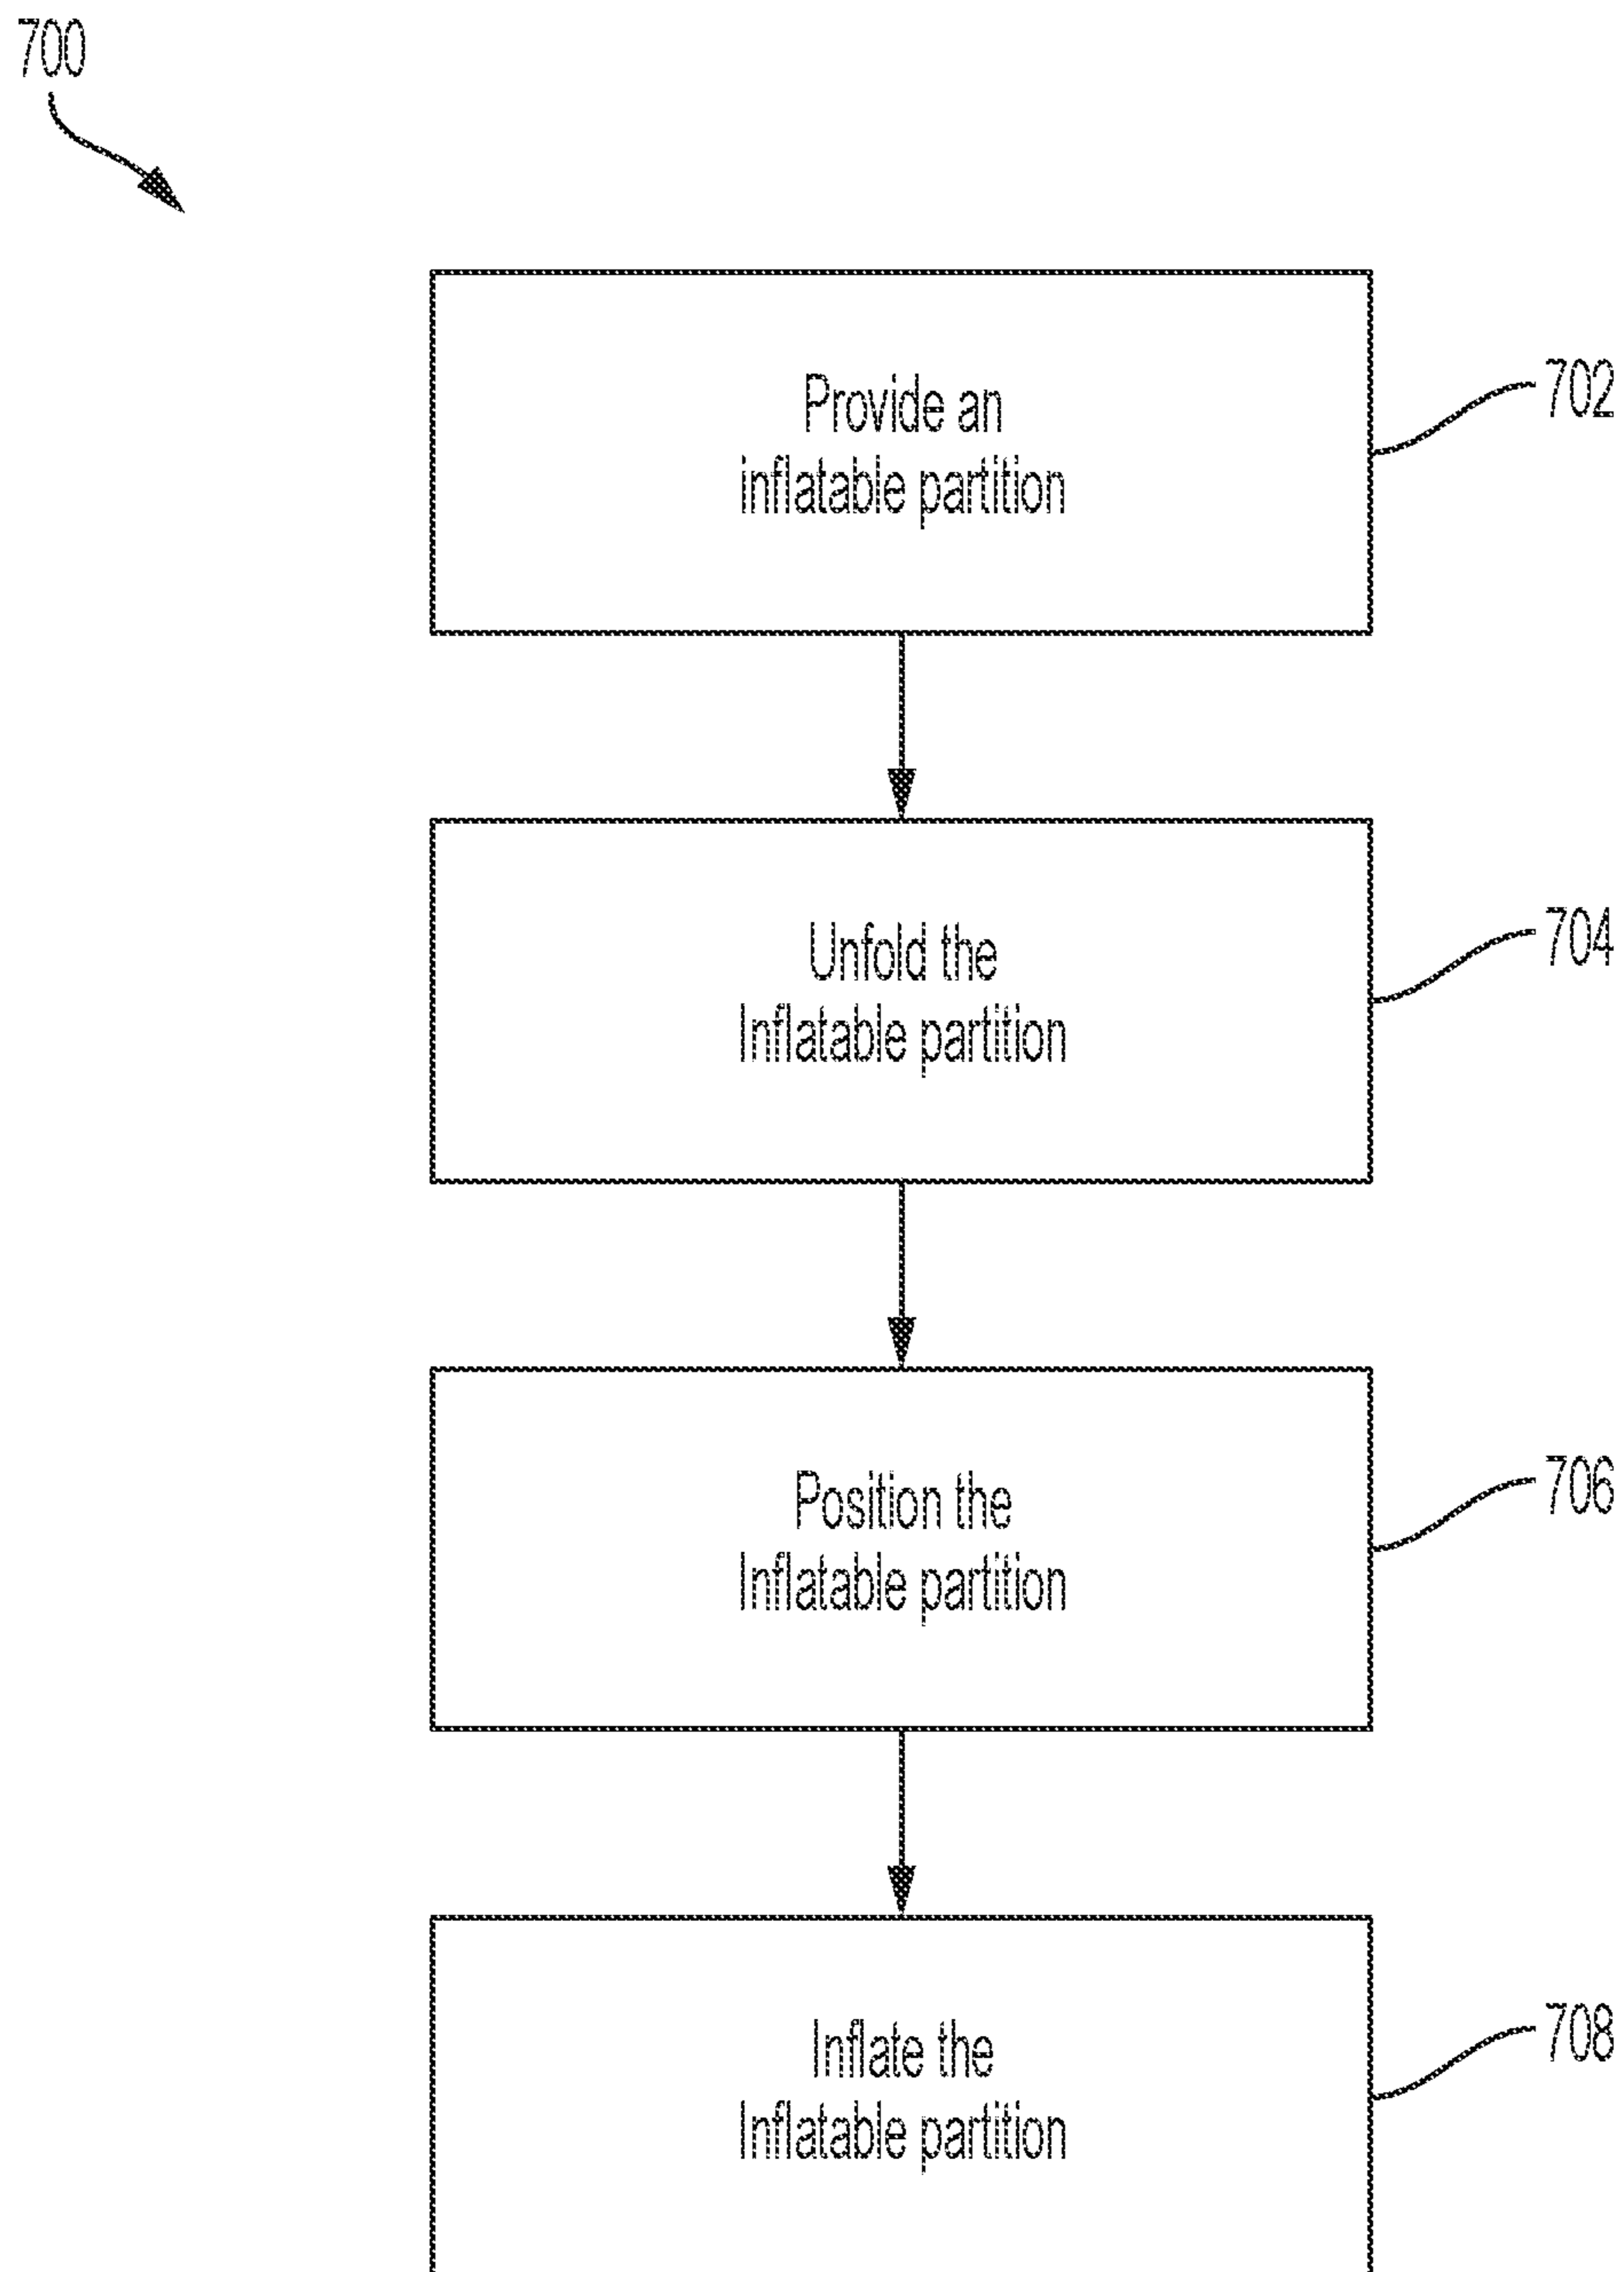 700
Provide an
inflatable partition
702
Unfold the
Inflatable partition
704
Position the
Inflatable partition
706
Inflate the
Inflatable partition
708